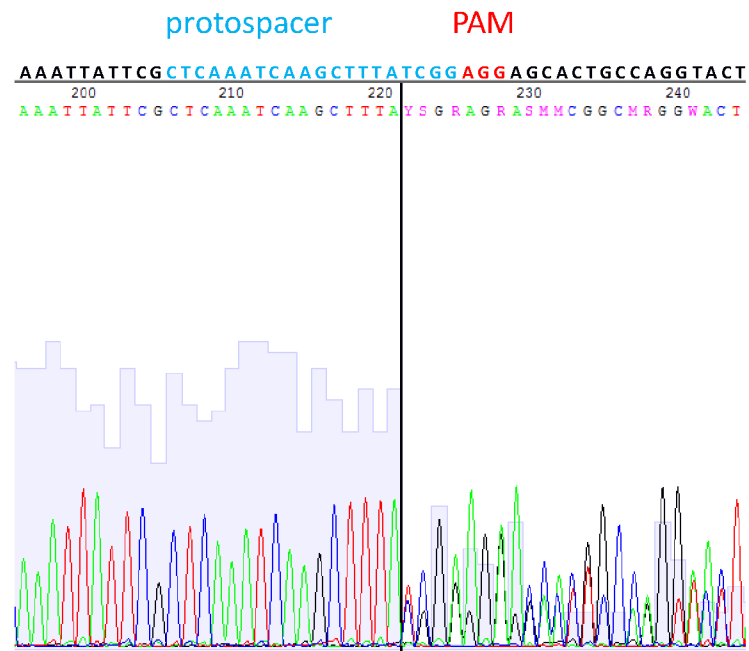 protospacer PAM
AAATTATTCGCTCAAATCAAGCTTTATCGGAGGAGCACTGCCAGGTACT
200 210 220 230 240
AAATTATTCGCTCAAATCAAGCTTTAYSGRAGRASMMCGGCMRGGWACT